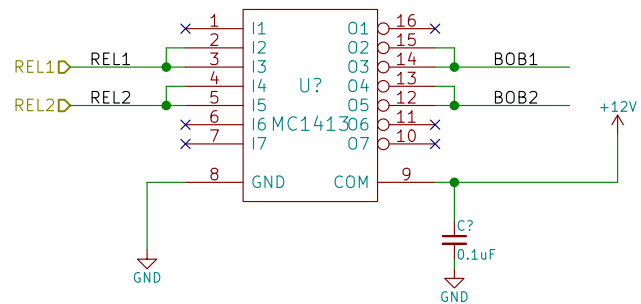 1 I1 O1 16
2 I2 O2 15
REL1 REL1 3 I3 O3 14 BOB1
4 I4 U? O4 13
REL2 REL2 5 I5 O5 12 BOB2
6 I6 MC1413 O6 11 +12V
7 I7 O7 10
8 GND COM 9
C?
0.1uF
GND
GND